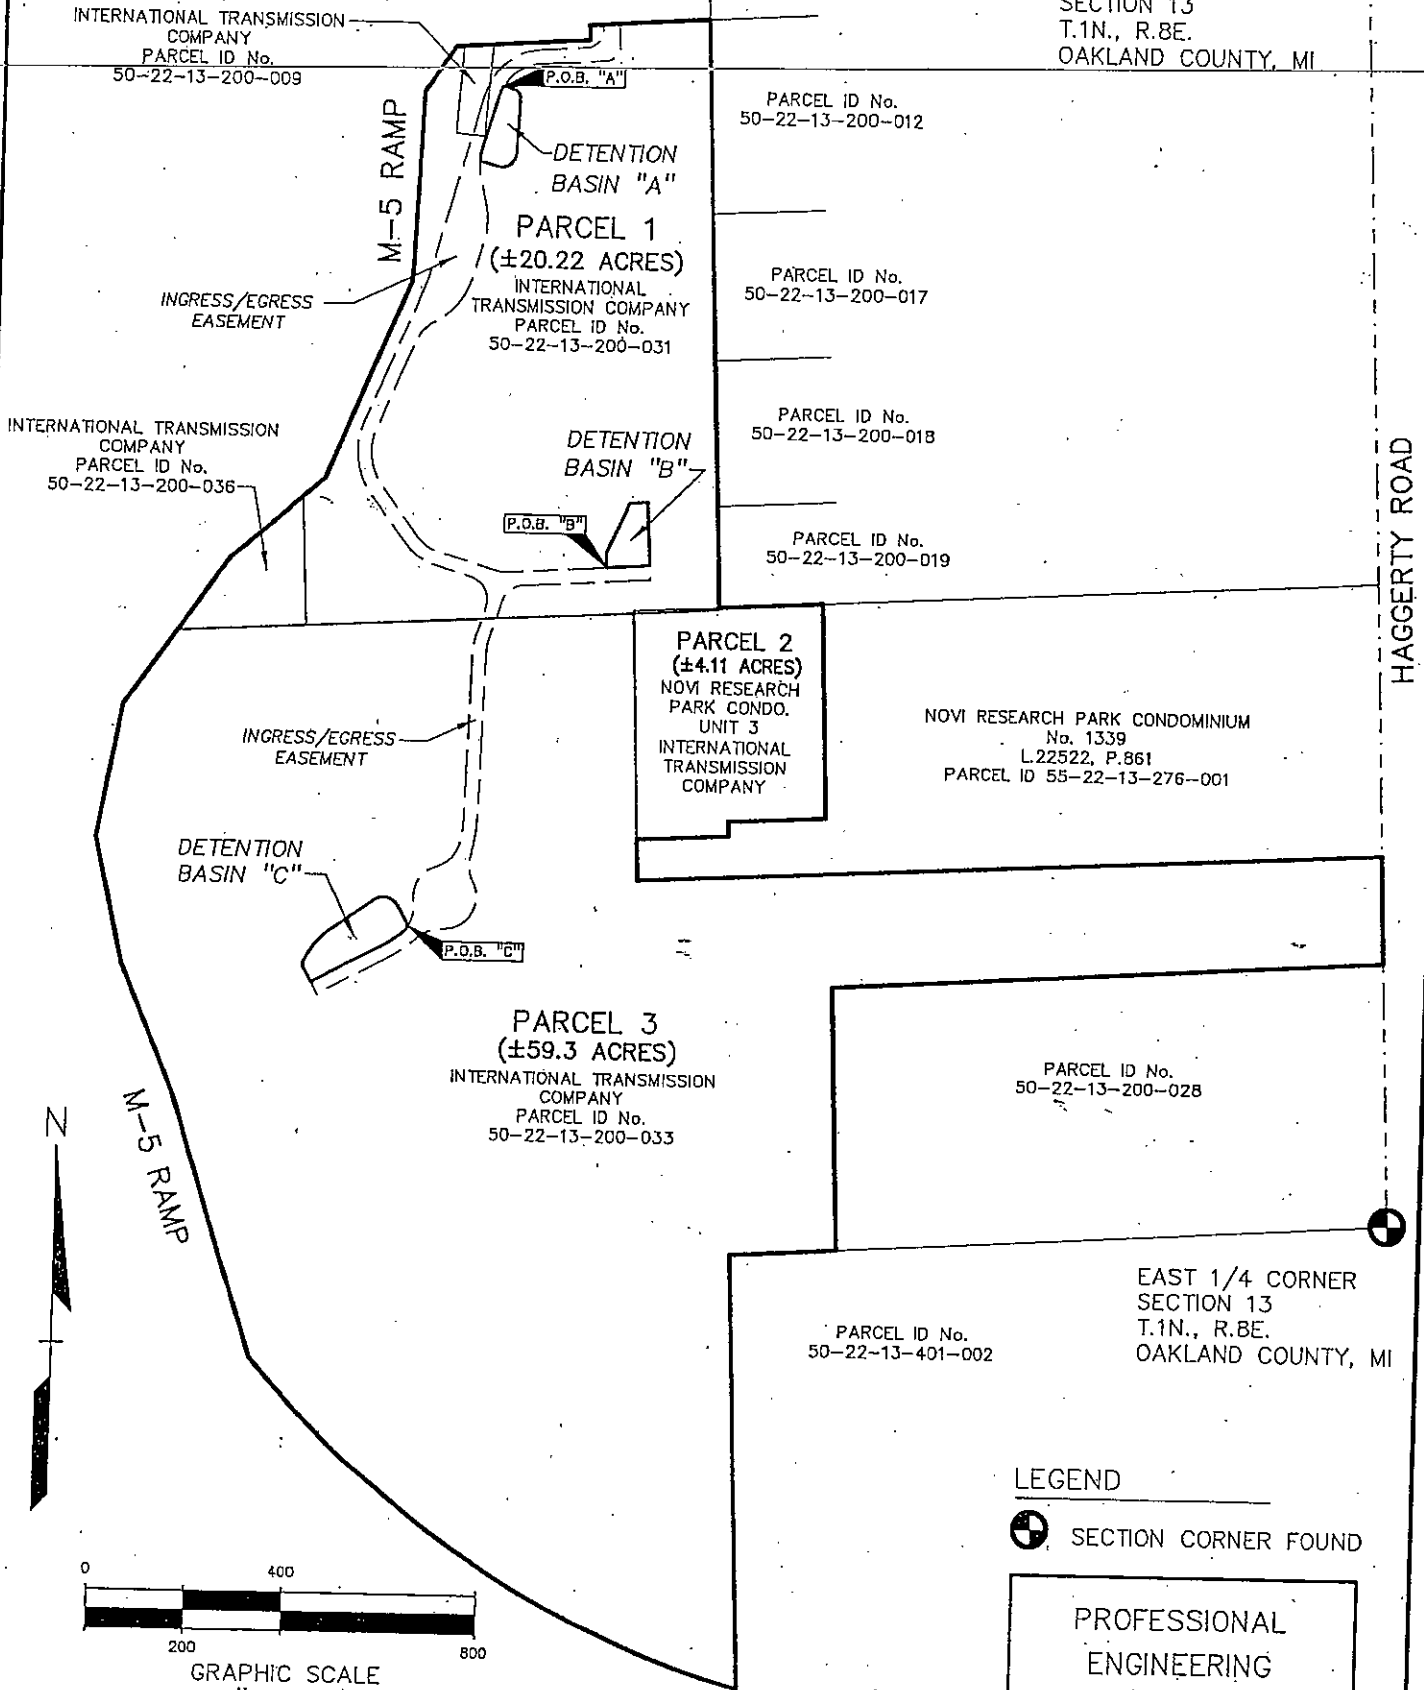 INTERNATIONAL TRANSMISSION
COMPANY
PARCEL ID No.
50-22-13-200-009
SECTION 13
T.1N., R.8E.
OAKLAND COUNTY, MI
P.O.B. "A"
M-5 RAMP
DETENTION
BASIN "A"
PARCEL ID No.
50-22-13-200-012
PARCEL 1
(±20.22 ACRES)
INTERNATIONAL
TRANSMISSION COMPANY
PARCEL ID No.
50-22-13-200-031
INGRESS/EGRESS
EASEMENT
PARCEL ID No.
50-22-13-200-017
INTERNATIONAL TRANSMISSION
COMPANY
PARCEL ID No.
50-22-13-200-036
DETENTION
BASIN "B"
PARCEL ID No.
50-22-13-200-018
P.O.B. "B"
PARCEL ID No.
50-22-13-200-019
HAGGERTY ROAD
PARCEL 2
(±4.11 ACRES)
NOVI RESEARCH
PARK CONDO.
UNIT 3
INTERNATIONAL
TRANSMISSION
COMPANY
NOVI RESEARCH PARK CONDOMINIUM
No. 1339
L.22522, P.861
PARCEL ID 55-22-13-276-001
INGRESS/EGRESS
EASEMENT
DETENTION
BASIN "C"
P.O.B. "C"
PARCEL 3
(±59.3 ACRES)
INTERNATIONAL TRANSMISSION
COMPANY
PARCEL ID No.
50-22-13-200-033
PARCEL ID No.
50-22-13-200-028
N
M-5 RAMP
EAST 1/4 CORNER
SECTION 13
T.1N., R.8E.
OAKLAND COUNTY, MI
PARCEL ID No.
50-22-13-401-002
LEGEND
SECTION CORNER FOUND
0 400
200 800
GRAPHIC SCALE
PROFESSIONAL
ENGINEERING